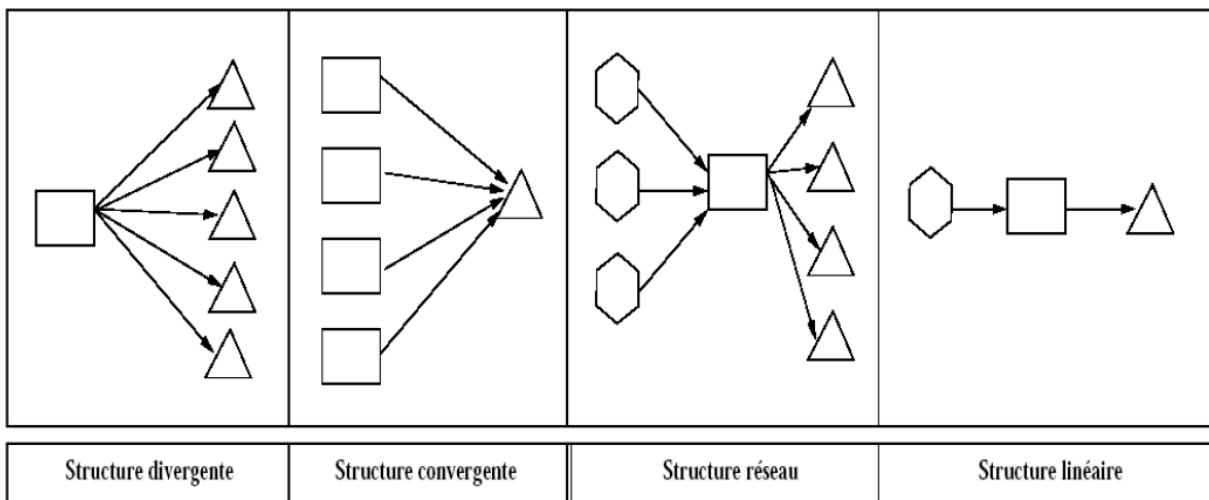 Structure divergente
Structure convergente
Structure réseau
Structure linéaire